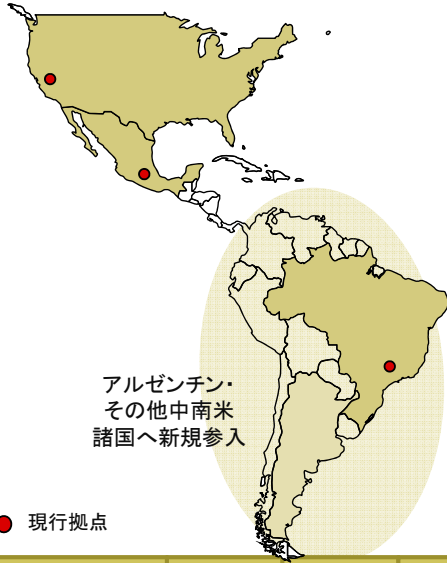 アルゼンチン・
その他中南米
諸国へ新規参入
現行拠点